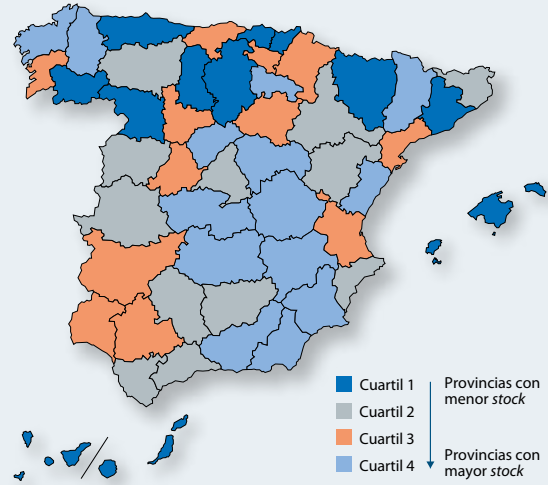 Cuartil 1
Cuartil 2
Cuartil 3
Cuartil 4
Provincias con
menor stock
Provincias con
mayor stock